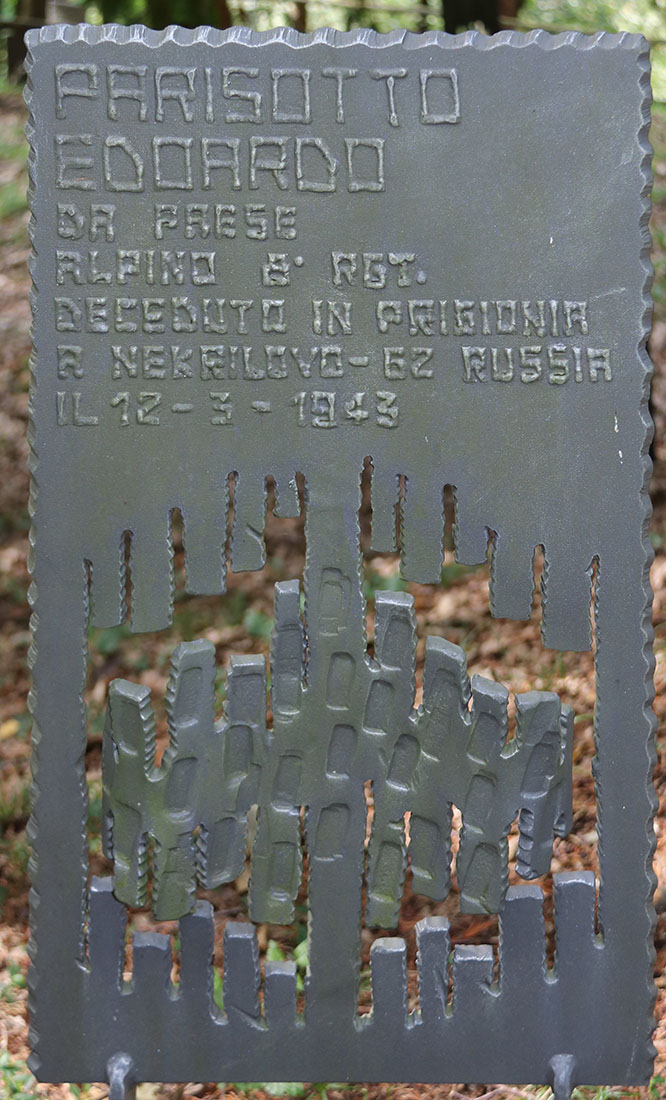 PARISOTTO
EDOARDO
DA PAESE
ALPINO 8° RGT.
DECEDUTO IN PRIGIONIA
A NEKRILOVO-62 RUSSIA
IL 12-3-1943